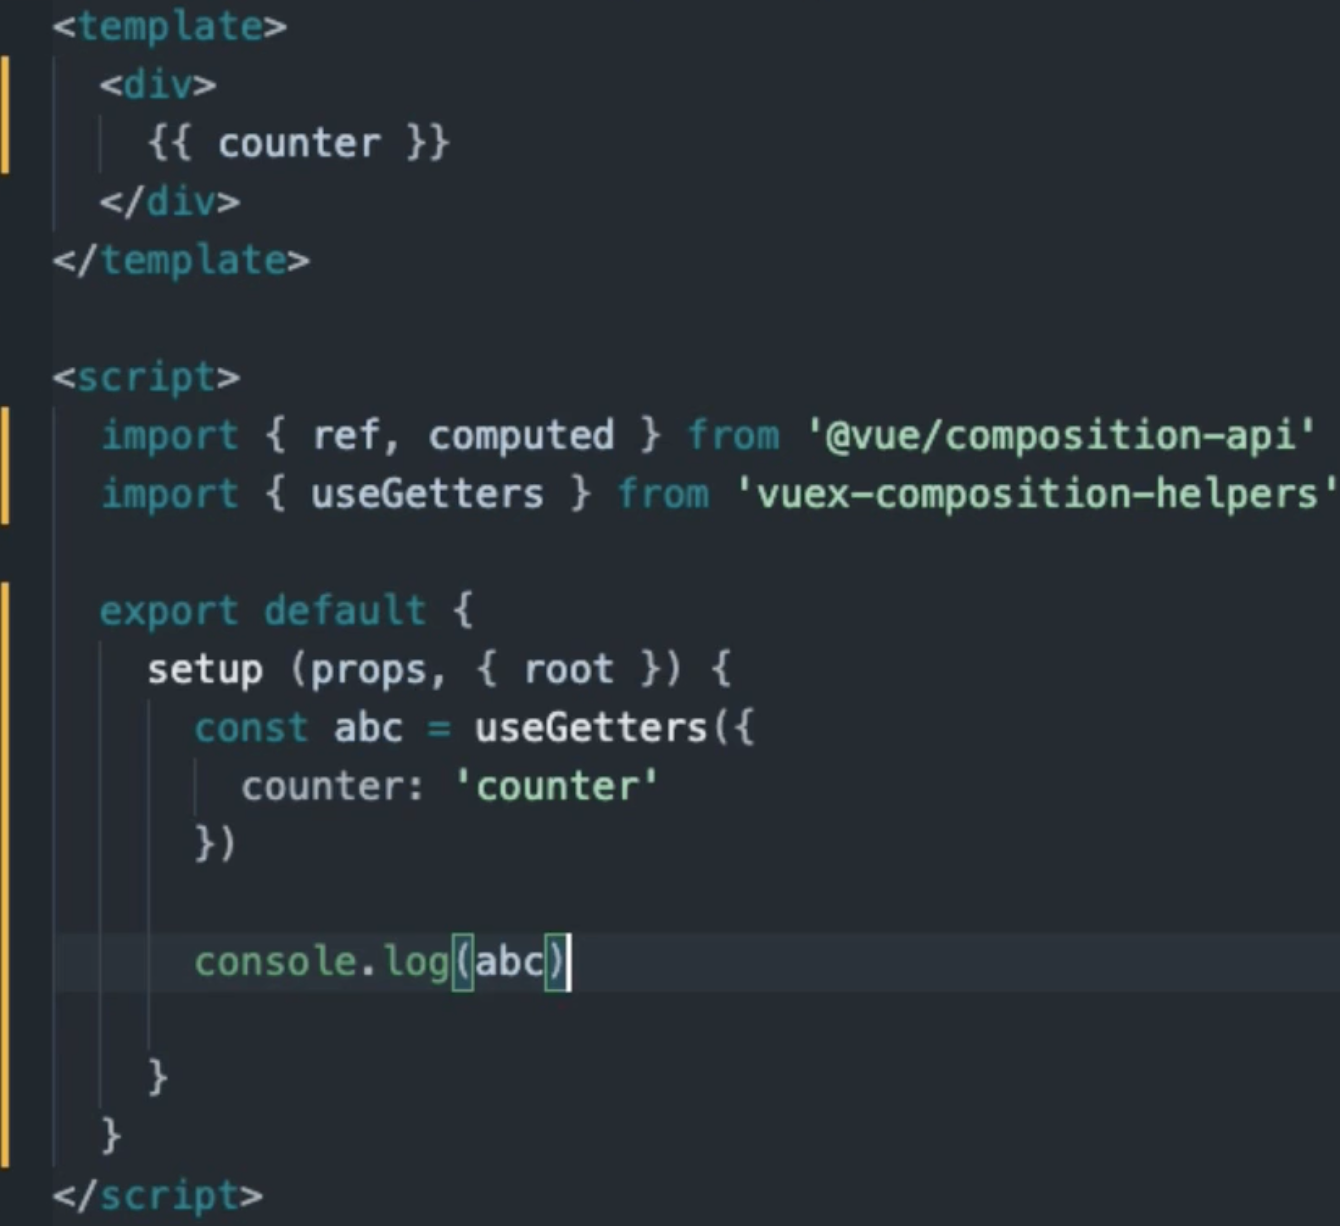 <template>
<div>
{{ counter }}
</div>
</template>
<script>
import { ref, computed } from '@vue/composition-api'
import { useGetters } from 'vuex-composition-helpers'
export default {
setup (props, { root }) {
const abc = useGetters({
counter: 'counter'
})
console.log(abc)
}
}
</script>